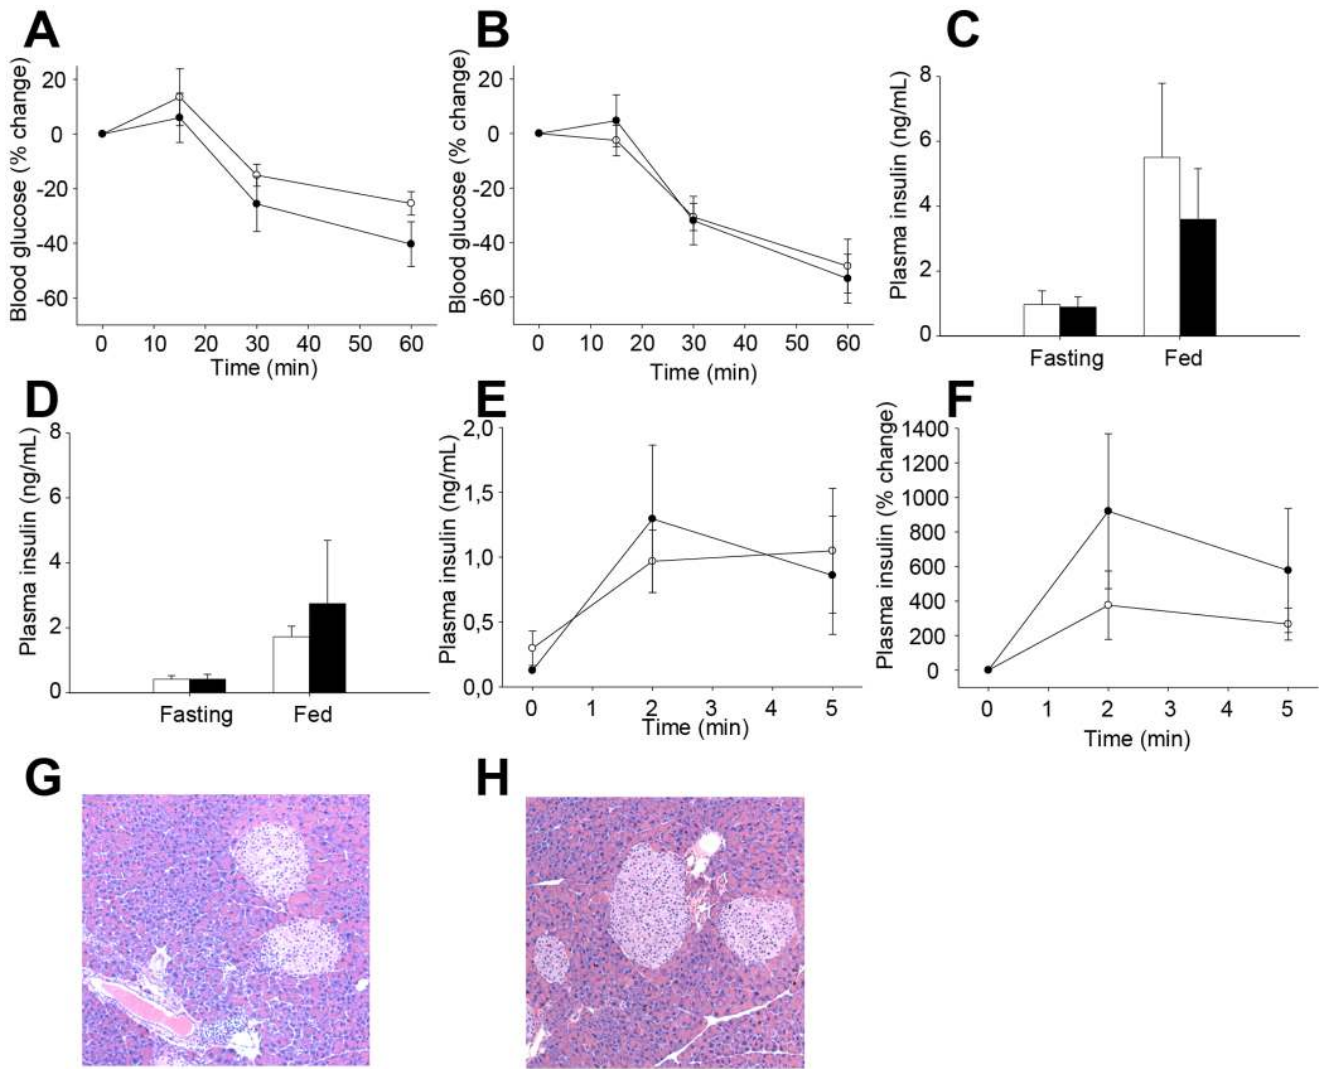 A
B
C
Blood glucose (% change)
20
0
-20
-40
-60
0 10 20 30 40 50 60
Time (min)
Blood glucose (% change)
20
0
-20
-40
-60
0 10 20 30 40 50 60
Time (min)
Plasma insulin (ng/mL)
8
6
4
2
0
Fasting Fed
D
E
F
Plasma insulin (ng/mL)
8
6
4
2
0
Fasting Fed
Plasma insulin (ng/mL)
2,0
1,5
1,0
0,5
0,0
0 1 2 3 4 5
Time (min)
Plasma insulin (% change)
1400
1200
1000
800
600
400
200
0
0 1 2 3 4 5
Time (min)
G
H